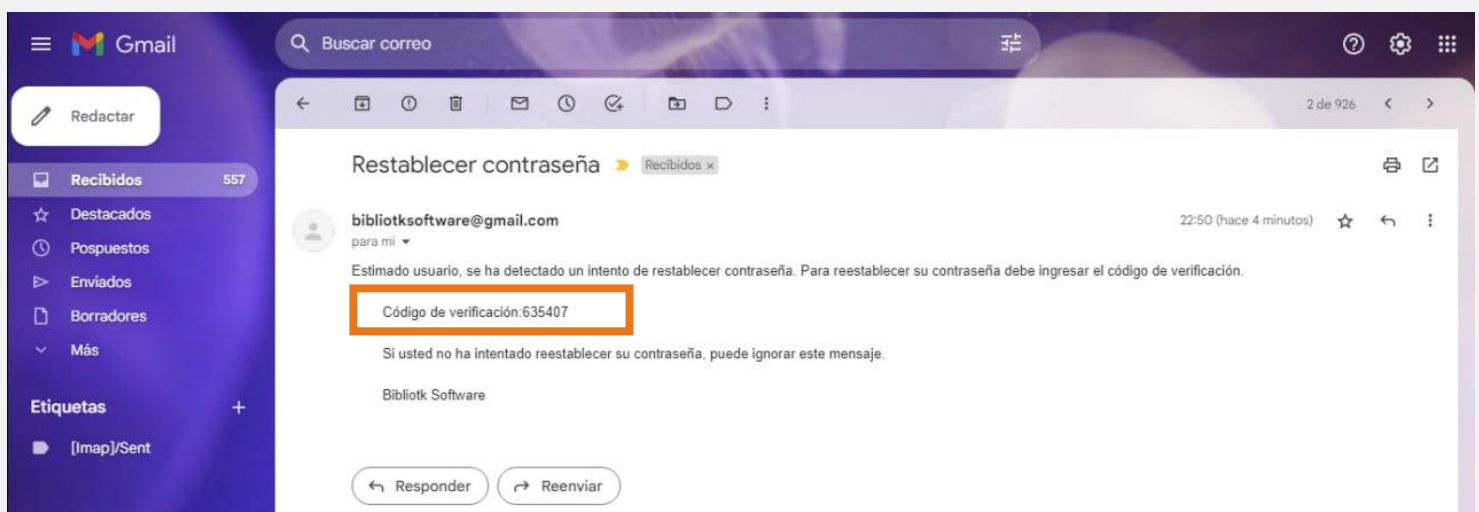 Gmail
Buscar correo
Redactar
2 de 926
Recibidos 557
Destacados
Pospuestos
Enviados
Borradores
Más
Etiquetas +
[Imap]/Sent
Restablecer contraseña Recibidos x
bibliotksoftware@gmail.com 22:50 (hace 4 minutos)
para mí
Estimado usuario, se ha detectado un intento de restablecer contraseña. Para reestablecer su contraseña debe ingresar el código de verificación.
Código de verificación:635407
Si usted no ha intentado reestablecer su contraseña, puede ignorar este mensaje.
Bibliotk Software
Responder Reenviar